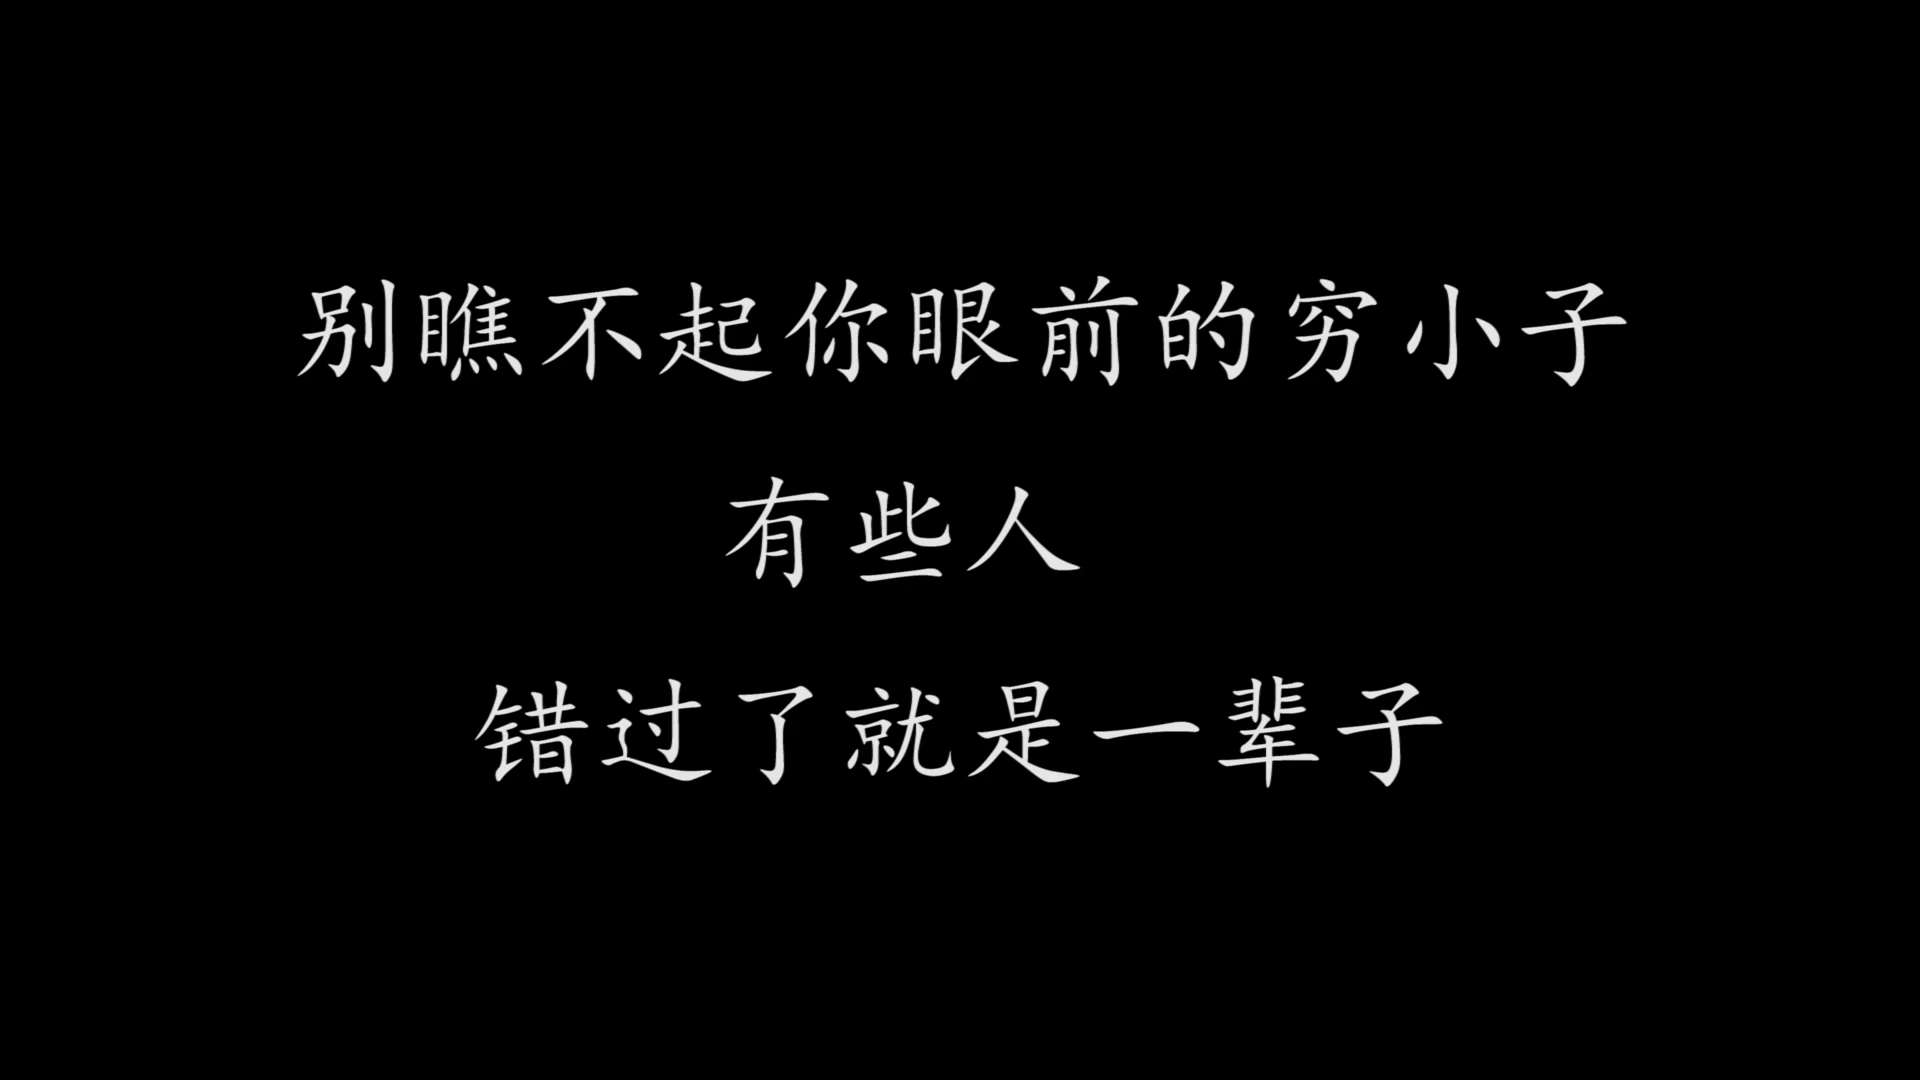 别瞧不起你眼前的穷小子
有些人
错过了就是一辈子